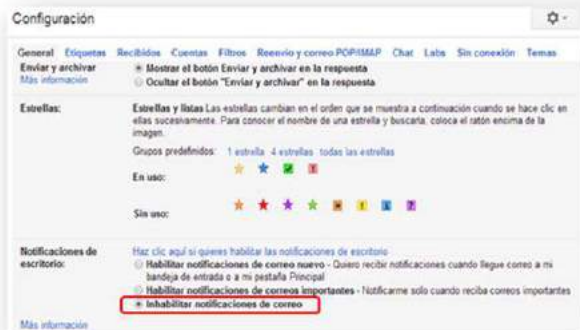 Configuración
General Etiquetas Recibidos Cuentas Filtros Reenvío y correo POP/IMAP Chat Labs Sin conexión Temas
Enviar y archivar
Más información
Mostrar el botón Enviar y archivar en la respuesta
Ocultar el botón "Enviar y archivar" en la respuesta
Estrellas:
Estrellas y listas Las estrellas cambian en el orden que se muestra a continuación cuando se hace clic en
ellas sucesivamente. Para conocer el nombre de una estrella y buscarla, coloca el ratón encima de la
imagen.
Grupos predefinidos: 1 estrella 4 estrellas todas las estrellas
En uso:
Sin uso:
Notificaciones de
escritorio:
Más información
Haz clic aquí si quieres habilitar las notificaciones de escritorio
Habilitar notificaciones de correo nuevo - Quiero recibir notificaciones cuando llegue correo a mi
bandeja de entrada o a mi pestaña Principal
Habilitar notificaciones de correos importantes - Notificarme solo cuando reciba correos importantes
Inhabilitar notificaciones de correo